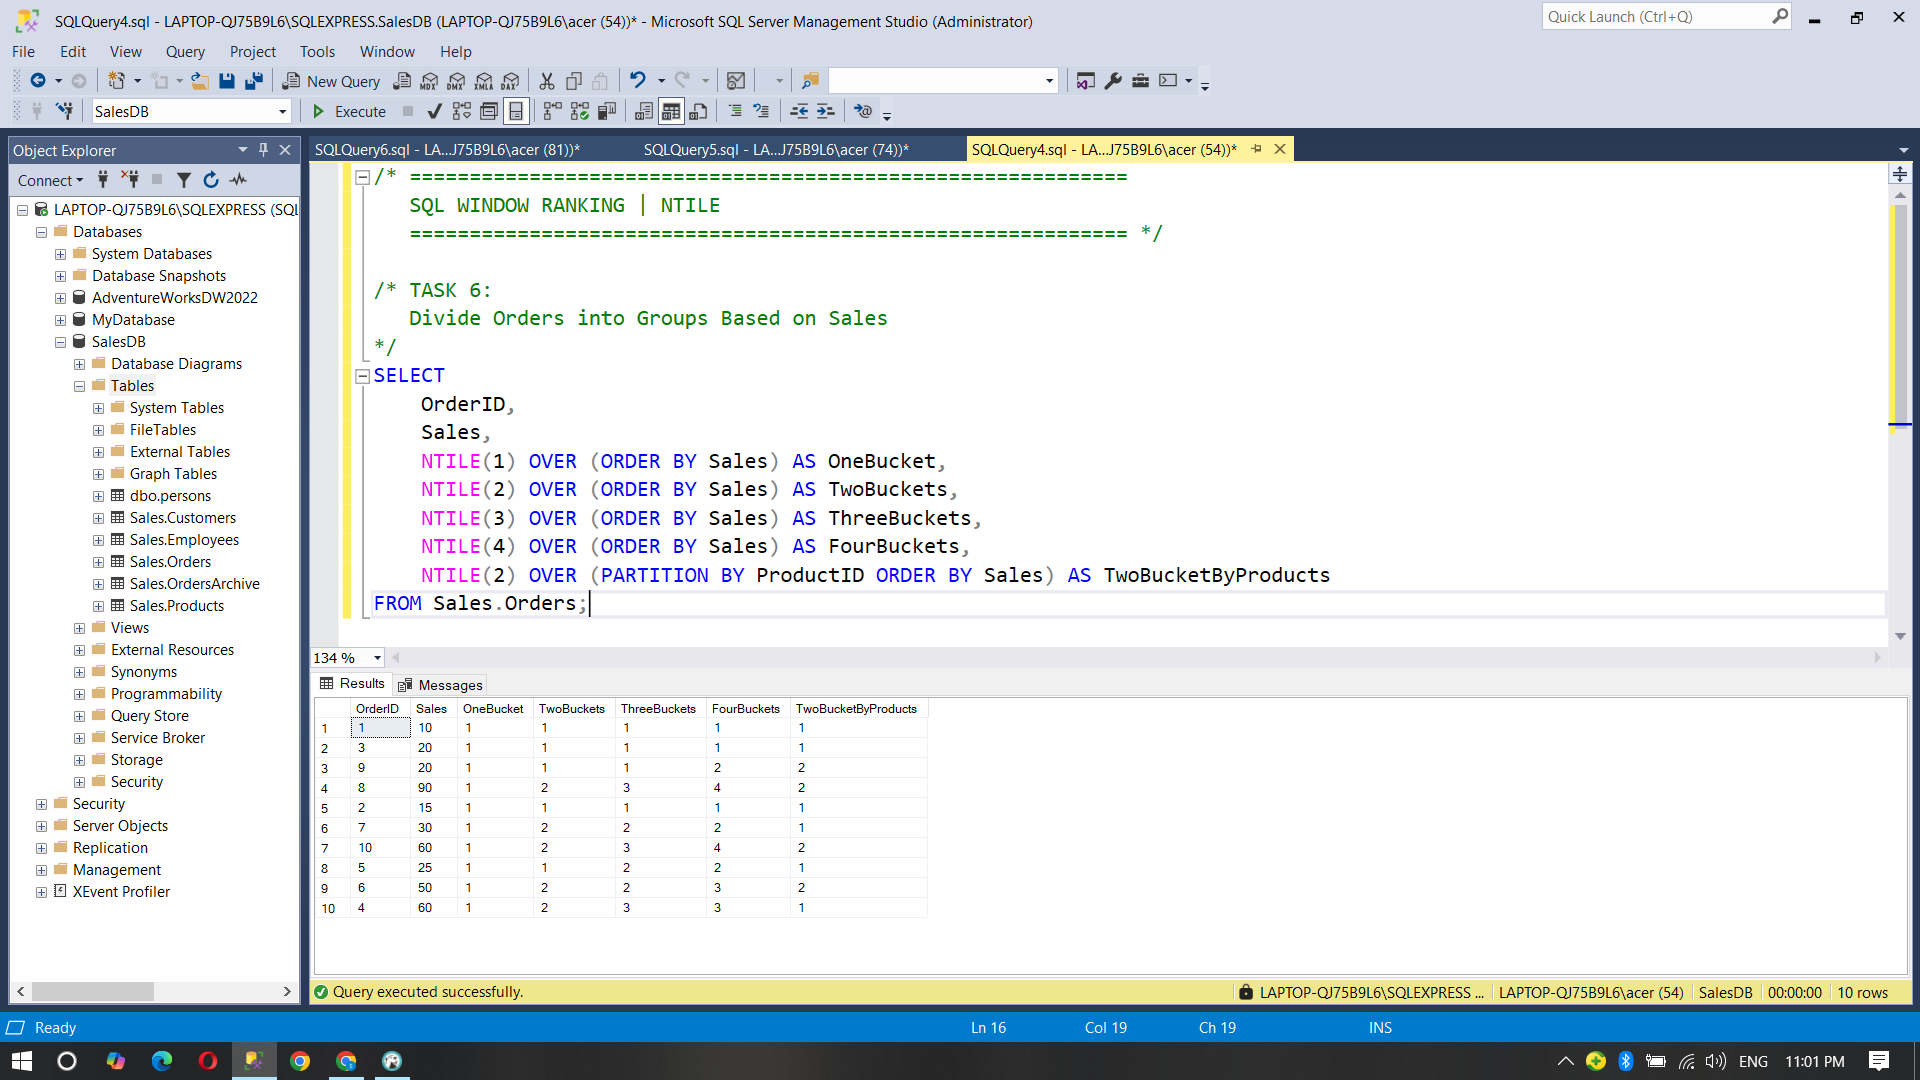 SQLQuery4.sql - LAPTOP-QJ75B9L6\SQLEXPRESS.SalesDB (LAPTOP-QJ75B9L6\acer (54))* - Microsoft SQL Server Management Studio (Administrator)
Quick Launch (Ctrl+Q)
File Edit View Query Project Tools Window Help
New Query
MDX DMX XMLA DAX
SalesDB
Execute
Object Explorer
SQLQuery6.sql - LA...J75B9L6\acer (81))*
SQLQuery5.sql - LA...J75B9L6\acer (74))*
SQLQuery4.sql - LA...J75B9L6\acer (54))*
Connect
LAPTOP-QJ75B9L6\SQLEXPRESS (SQL
Databases
System Databases
Database Snapshots
AdventureWorksDW2022
MyDatabase
SalesDB
Database Diagrams
Tables
System Tables
FileTables
External Tables
Graph Tables
dbo.persons
Sales.Customers
Sales.Employees
Sales.Orders
Sales.OrdersArchive
Sales.Products
Views
External Resources
Synonyms
Programmability
Query Store
Service Broker
Storage
Security
Security
Server Objects
Replication
Management
XEvent Profiler
/* ============================================================
SQL WINDOW RANKING | NTILE
============================================================ */
/* TASK 6:
Divide Orders into Groups Based on Sales
*/
SELECT
OrderID,
Sales,
NTILE(1) OVER (ORDER BY Sales) AS OneBucket,
NTILE(2) OVER (ORDER BY Sales) AS TwoBuckets,
NTILE(3) OVER (ORDER BY Sales) AS ThreeBuckets,
NTILE(4) OVER (ORDER BY Sales) AS FourBuckets,
NTILE(2) OVER (PARTITION BY ProductID ORDER BY Sales) AS TwoBucketByProducts
FROM Sales.Orders;
134 %
Results Messages
OrderID Sales OneBucket TwoBuckets ThreeBuckets FourBuckets TwoBucketByProducts
1 1 10 1 1 1 1 1
2 3 20 1 1 1 1 1
3 9 20 1 1 1 2 2
4 8 90 1 2 3 4 2
5 2 15 1 1 1 1 1
6 7 30 1 2 2 2 1
7 10 60 1 2 3 4 2
8 5 25 1 1 2 2 1
9 6 50 1 2 2 3 2
10 4 60 1 2 3 3 1
Query executed successfully.
LAPTOP-QJ75B9L6\SQLEXPRESS ... LAPTOP-QJ75B9L6\acer (54) SalesDB 00:00:00 10 rows
Ready Ln 16 Col 19 Ch 19 INS
ENG 11:01 PM